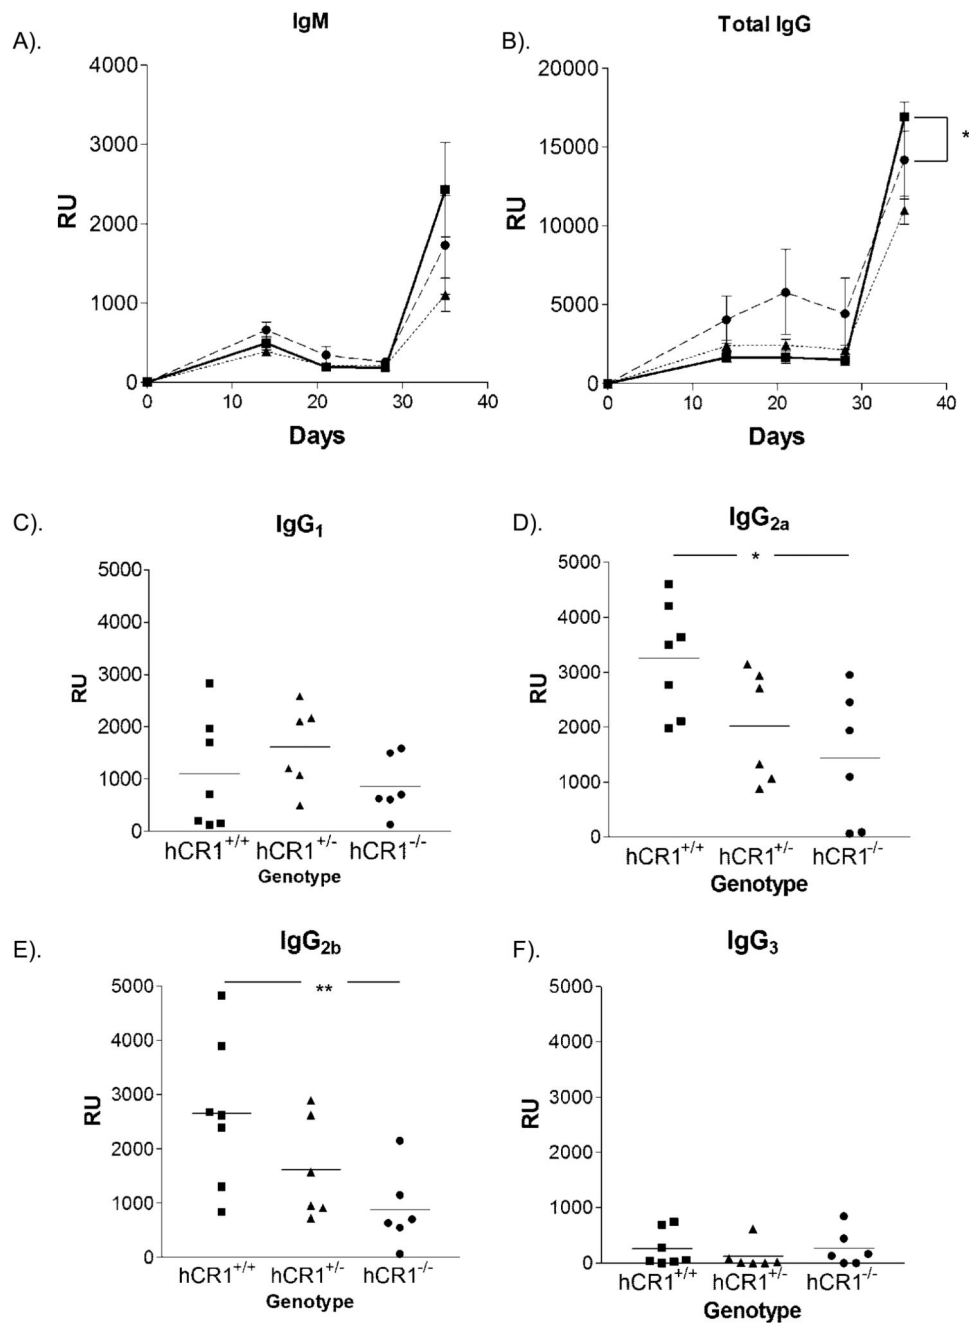 A).
IgM
RU
4000
3000
2000
1000
0
0 10 20 30 40
Days
B).
Total IgG
RU
20000
15000
10000
5000
0
*
0 10 20 30 40
Days
C).
IgG1
RU
5000
4000
3000
2000
1000
0
hCR1+/+ hCR1+/- hCR1-/-
Genotype
D).
IgG2a
RU
5000
4000
3000
2000
1000
0
*
hCR1+/+ hCR1+/- hCR1-/-
Genotype
E).
IgG2b
RU
5000
4000
3000
2000
1000
0
**
hCR1+/+ hCR1+/- hCR1-/-
Genotype
F).
IgG3
RU
5000
4000
3000
2000
1000
0
hCR1+/+ hCR1+/- hCR1-/-
Genotype